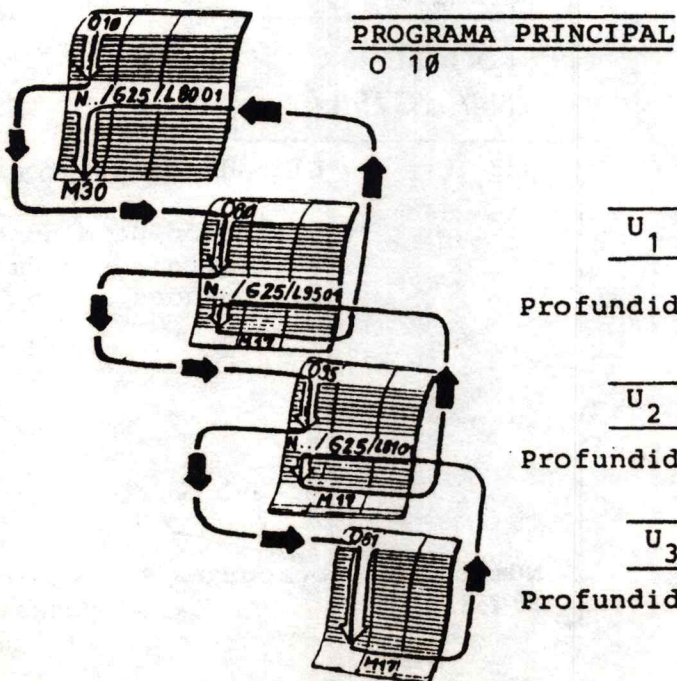 PROGRAMA PRINCIPAL
O 1Ø
O10
N../G25/L8001
M30
O80
N../G25/L9501
M17
U1
Profundid
O95
N../G25/L8101
M17
U2
Profundid
O81
M17
U3
Profundid